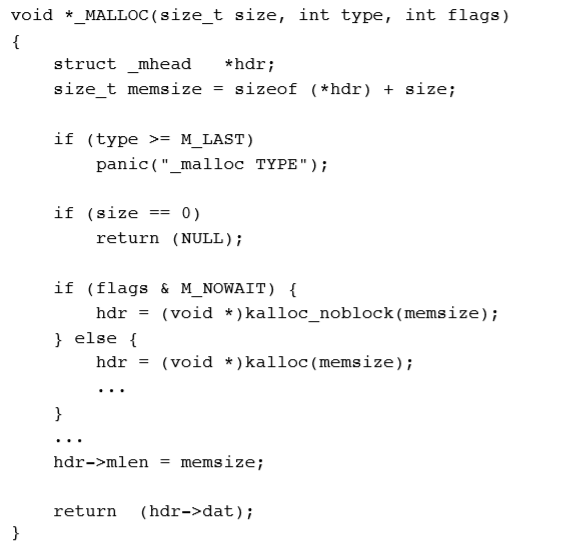 void *_MALLOC(size_t size, int type, int flags)
{
    struct _mhead   *hdr;
    size_t memsize = sizeof (*hdr) + size;

    if (type >= M_LAST)
        panic("_malloc TYPE");

    if (size == 0)
        return (NULL);

    if (flags & M_NOWAIT) {
        hdr = (void *)kalloc_noblock(memsize);
    } else {
        hdr = (void *)kalloc(memsize);
        ...
    }
    ...
    hdr->mlen = memsize;

    return  (hdr->dat);
}